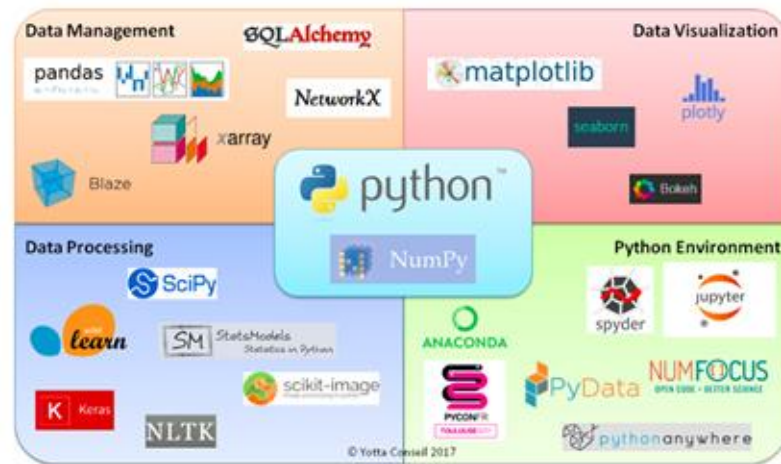 Data Management
SQLAlchemy
pandas
NetworkX
xarray
Blaze
Data Visualization
matplotlib
plotly
seaborn
Bokeh
python™
NumPy
Data Processing
SciPy
scikit
learn
SM StatsModels
Statistics in Python
scikit-image
K Keras
NLTK
Python Environment
spyder
jupyter
ANACONDA
PYCONFR
PyData
NUMFOCUS
OPEN CODE = BETTER SCIENCE
pythonanywhere
© Yotta Conseil 2017